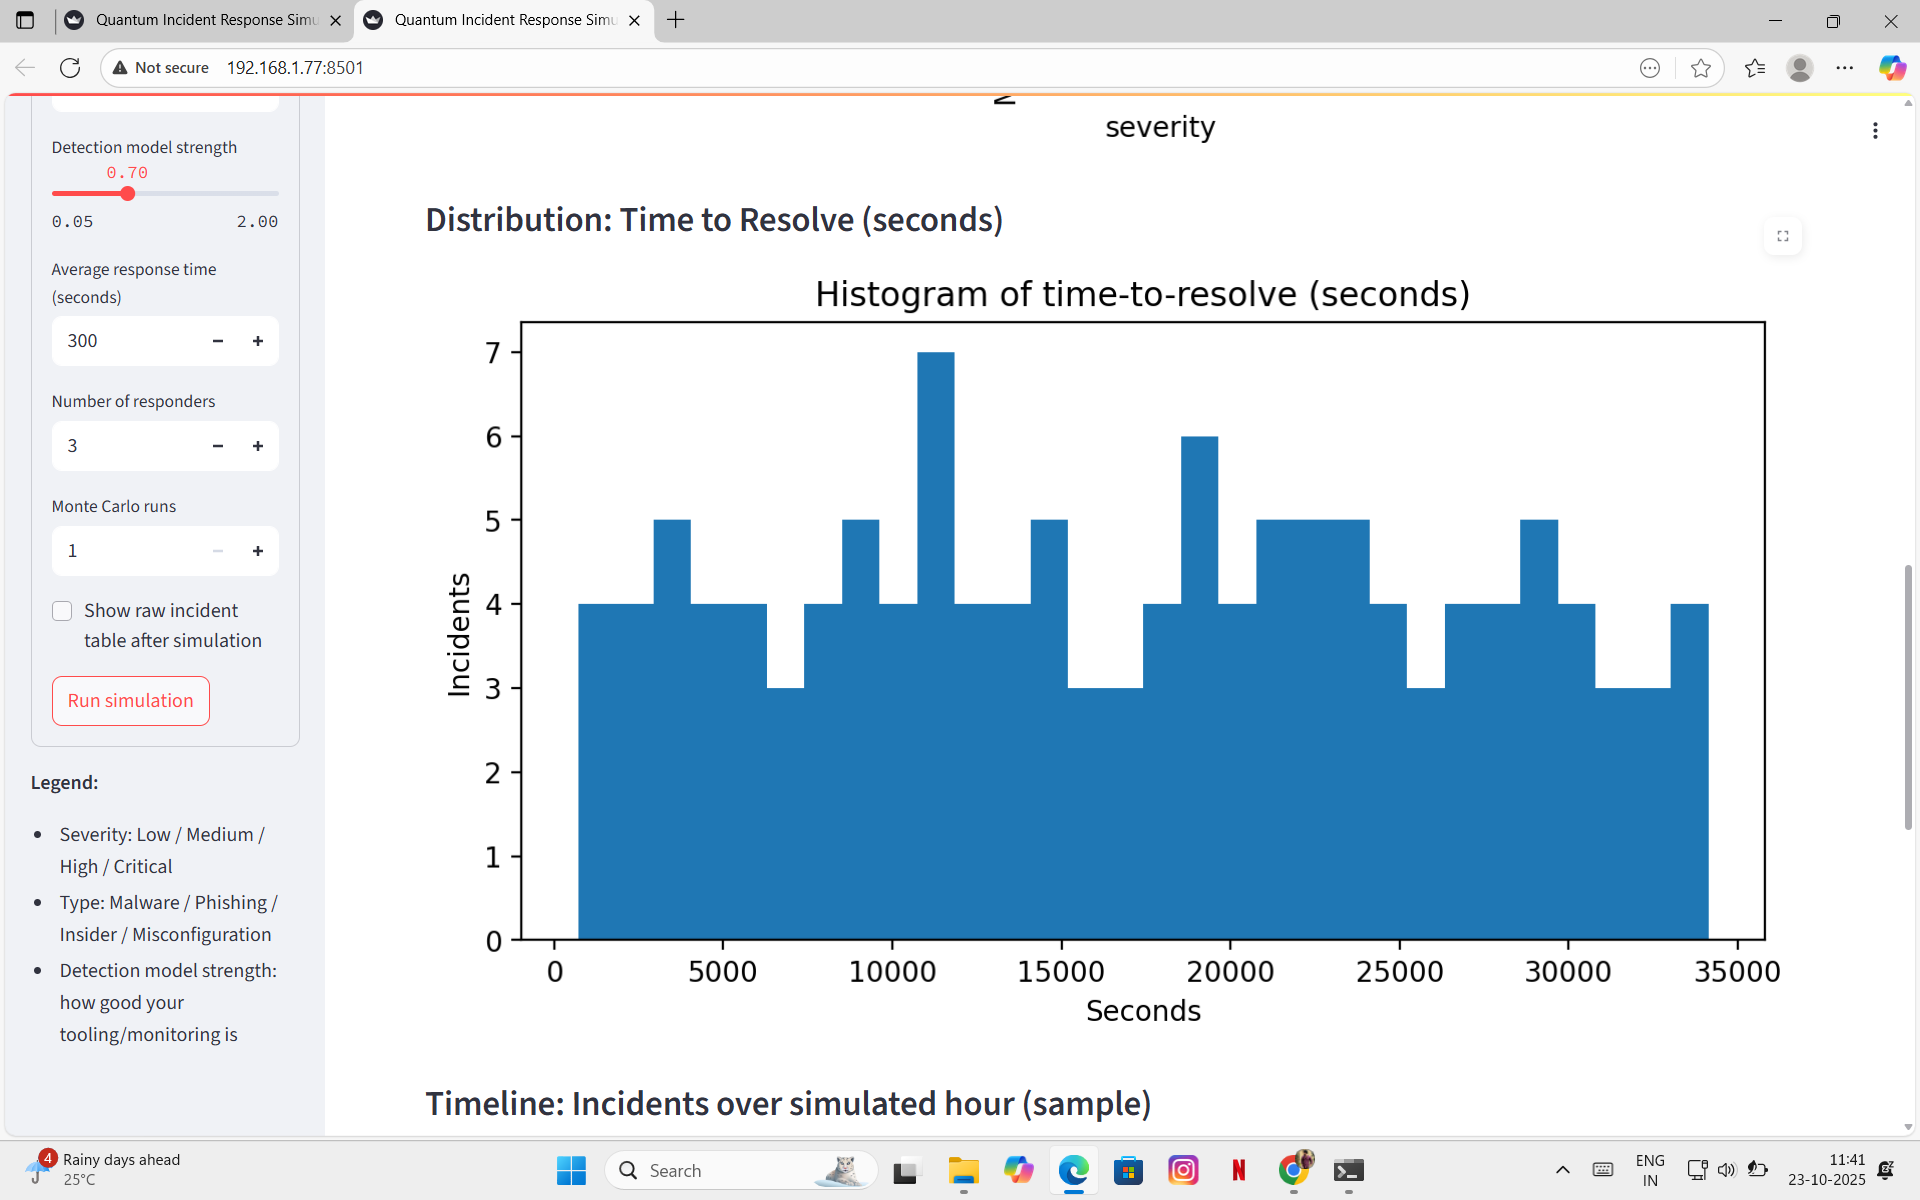 Quantum Incident Response Simu
Quantum Incident Response Simu
Not secure
192.168.1.77:8501
Detection model strength
0.70
0.05
2.00
Average response time
(seconds)
300
Number of responders
3
Monte Carlo runs
1
Show raw incident
table after simulation
Run simulation
Legend:
Severity: Low / Medium /
High / Critical
Type: Malware / Phishing /
Insider / Misconfiguration
Detection model strength:
how good your
tooling/monitoring is
severity
Distribution: Time to Resolve (seconds)
Histogram of time-to-resolve (seconds)
7
6
5
4
3
2
1
0
Incidents
0 5000 10000 15000 20000 25000 30000 35000
Seconds
Timeline: Incidents over simulated hour (sample)
4
Rainy days ahead
25°C
Search
N
ENG
IN
11:41
23-10-2025